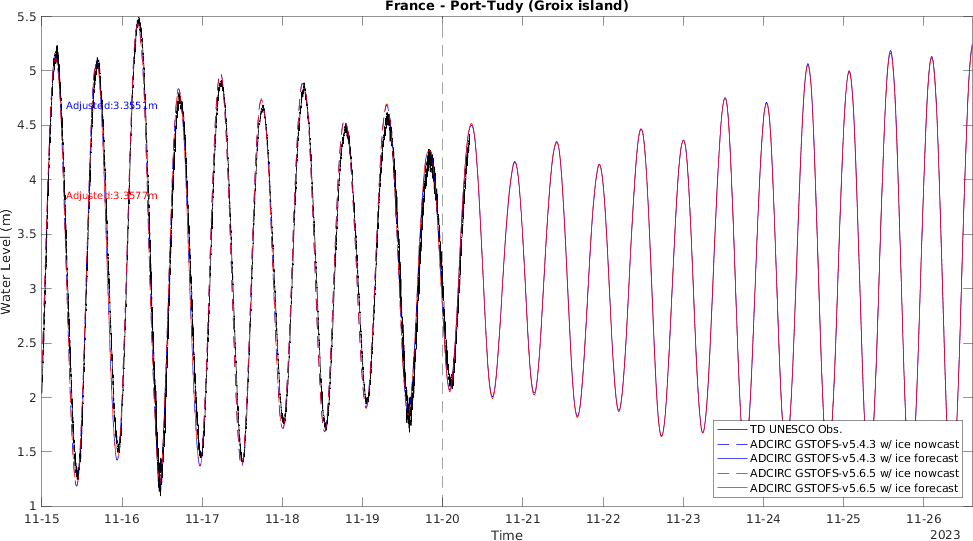 France - Port-Tudy (Groix island)
Water Level (m)
5.5
5
4.5
4
3.5
3
2.5
2
1.5
1
Adjusted:3.3551m
Adjusted:3.3577m
TD UNESCO Obs.
ADCIRC GSTOFS-v5.4.3 w/ ice nowcast
ADCIRC GSTOFS-v5.4.3 w/ ice forecast
ADCIRC GSTOFS-v5.6.5 w/ ice nowcast
ADCIRC GSTOFS-v5.6.5 w/ ice forecast
11-15 11-16 11-17 11-18 11-19 11-20 11-21 11-22 11-23 11-24 11-25 11-26
2023
Time